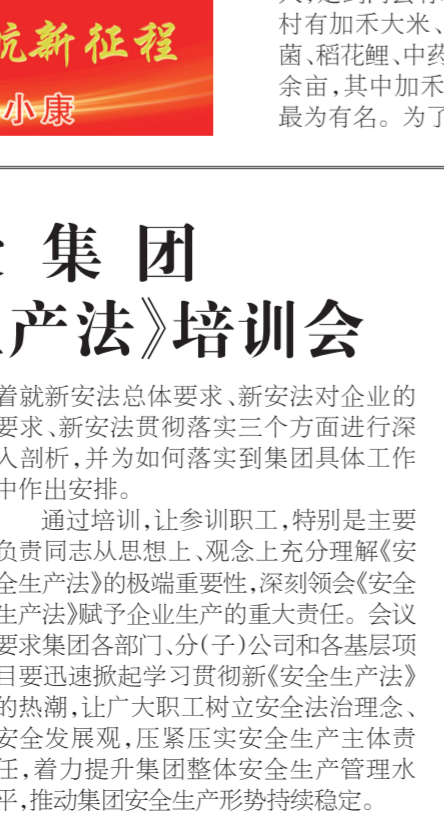 航新征程
小康
村有加禾大米、
菌、稻花鲤、中药
余亩，其中加禾
最为有名。为了
集团
产法》培训会
着就新安法总体要求、新安法对企业的
要求、新安法贯彻落实三个方面进行深
入剖析，并为如何落实到集团具体工作
中作出安排。
通过培训，让参训职工，特别是主要
负责同志从思想上、观念上充分理解《安
全生产法》的极端重要性，深刻领会《安全
生产法》赋予企业生产的重大责任。会议
要求集团各部门、分(子)公司和各基层项
目要迅速掀起学习贯彻新《安全生产法》
的热潮，让广大职工树立安全法治理念、
安全发展观，压紧压实安全生产主体责
任，着力提升集团整体安全生产管理水
平，推动集团安全生产形势持续稳定。